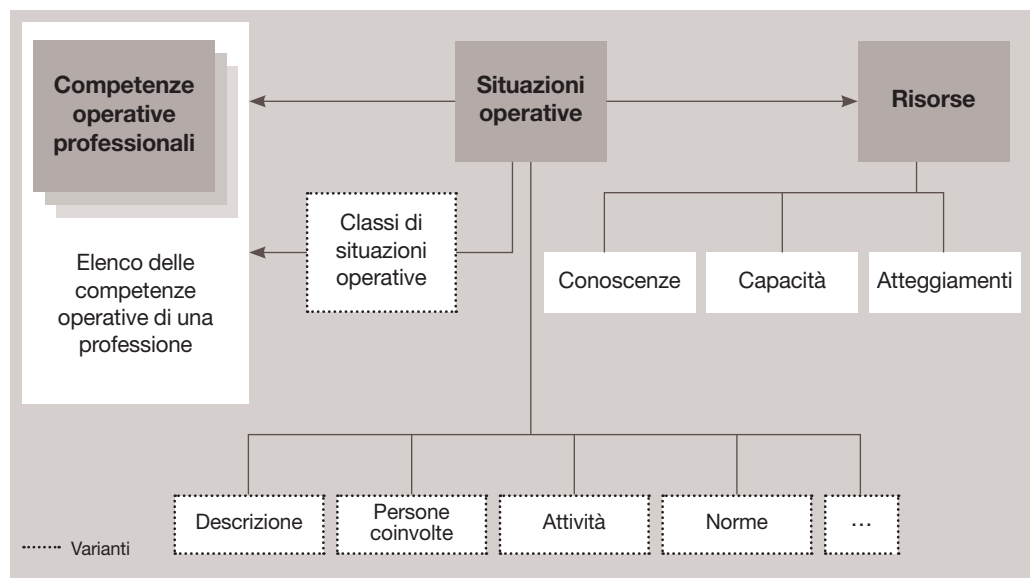 Competenze
operative
professionali
Situazioni
operative
Risorse
Classi di
situazioni
operative
Elenco delle
competenze
operative di una
professione
Conoscenze
Capacità
Atteggiamenti
Descrizione
Persone
coinvolte
Attività
Norme
…
Varianti